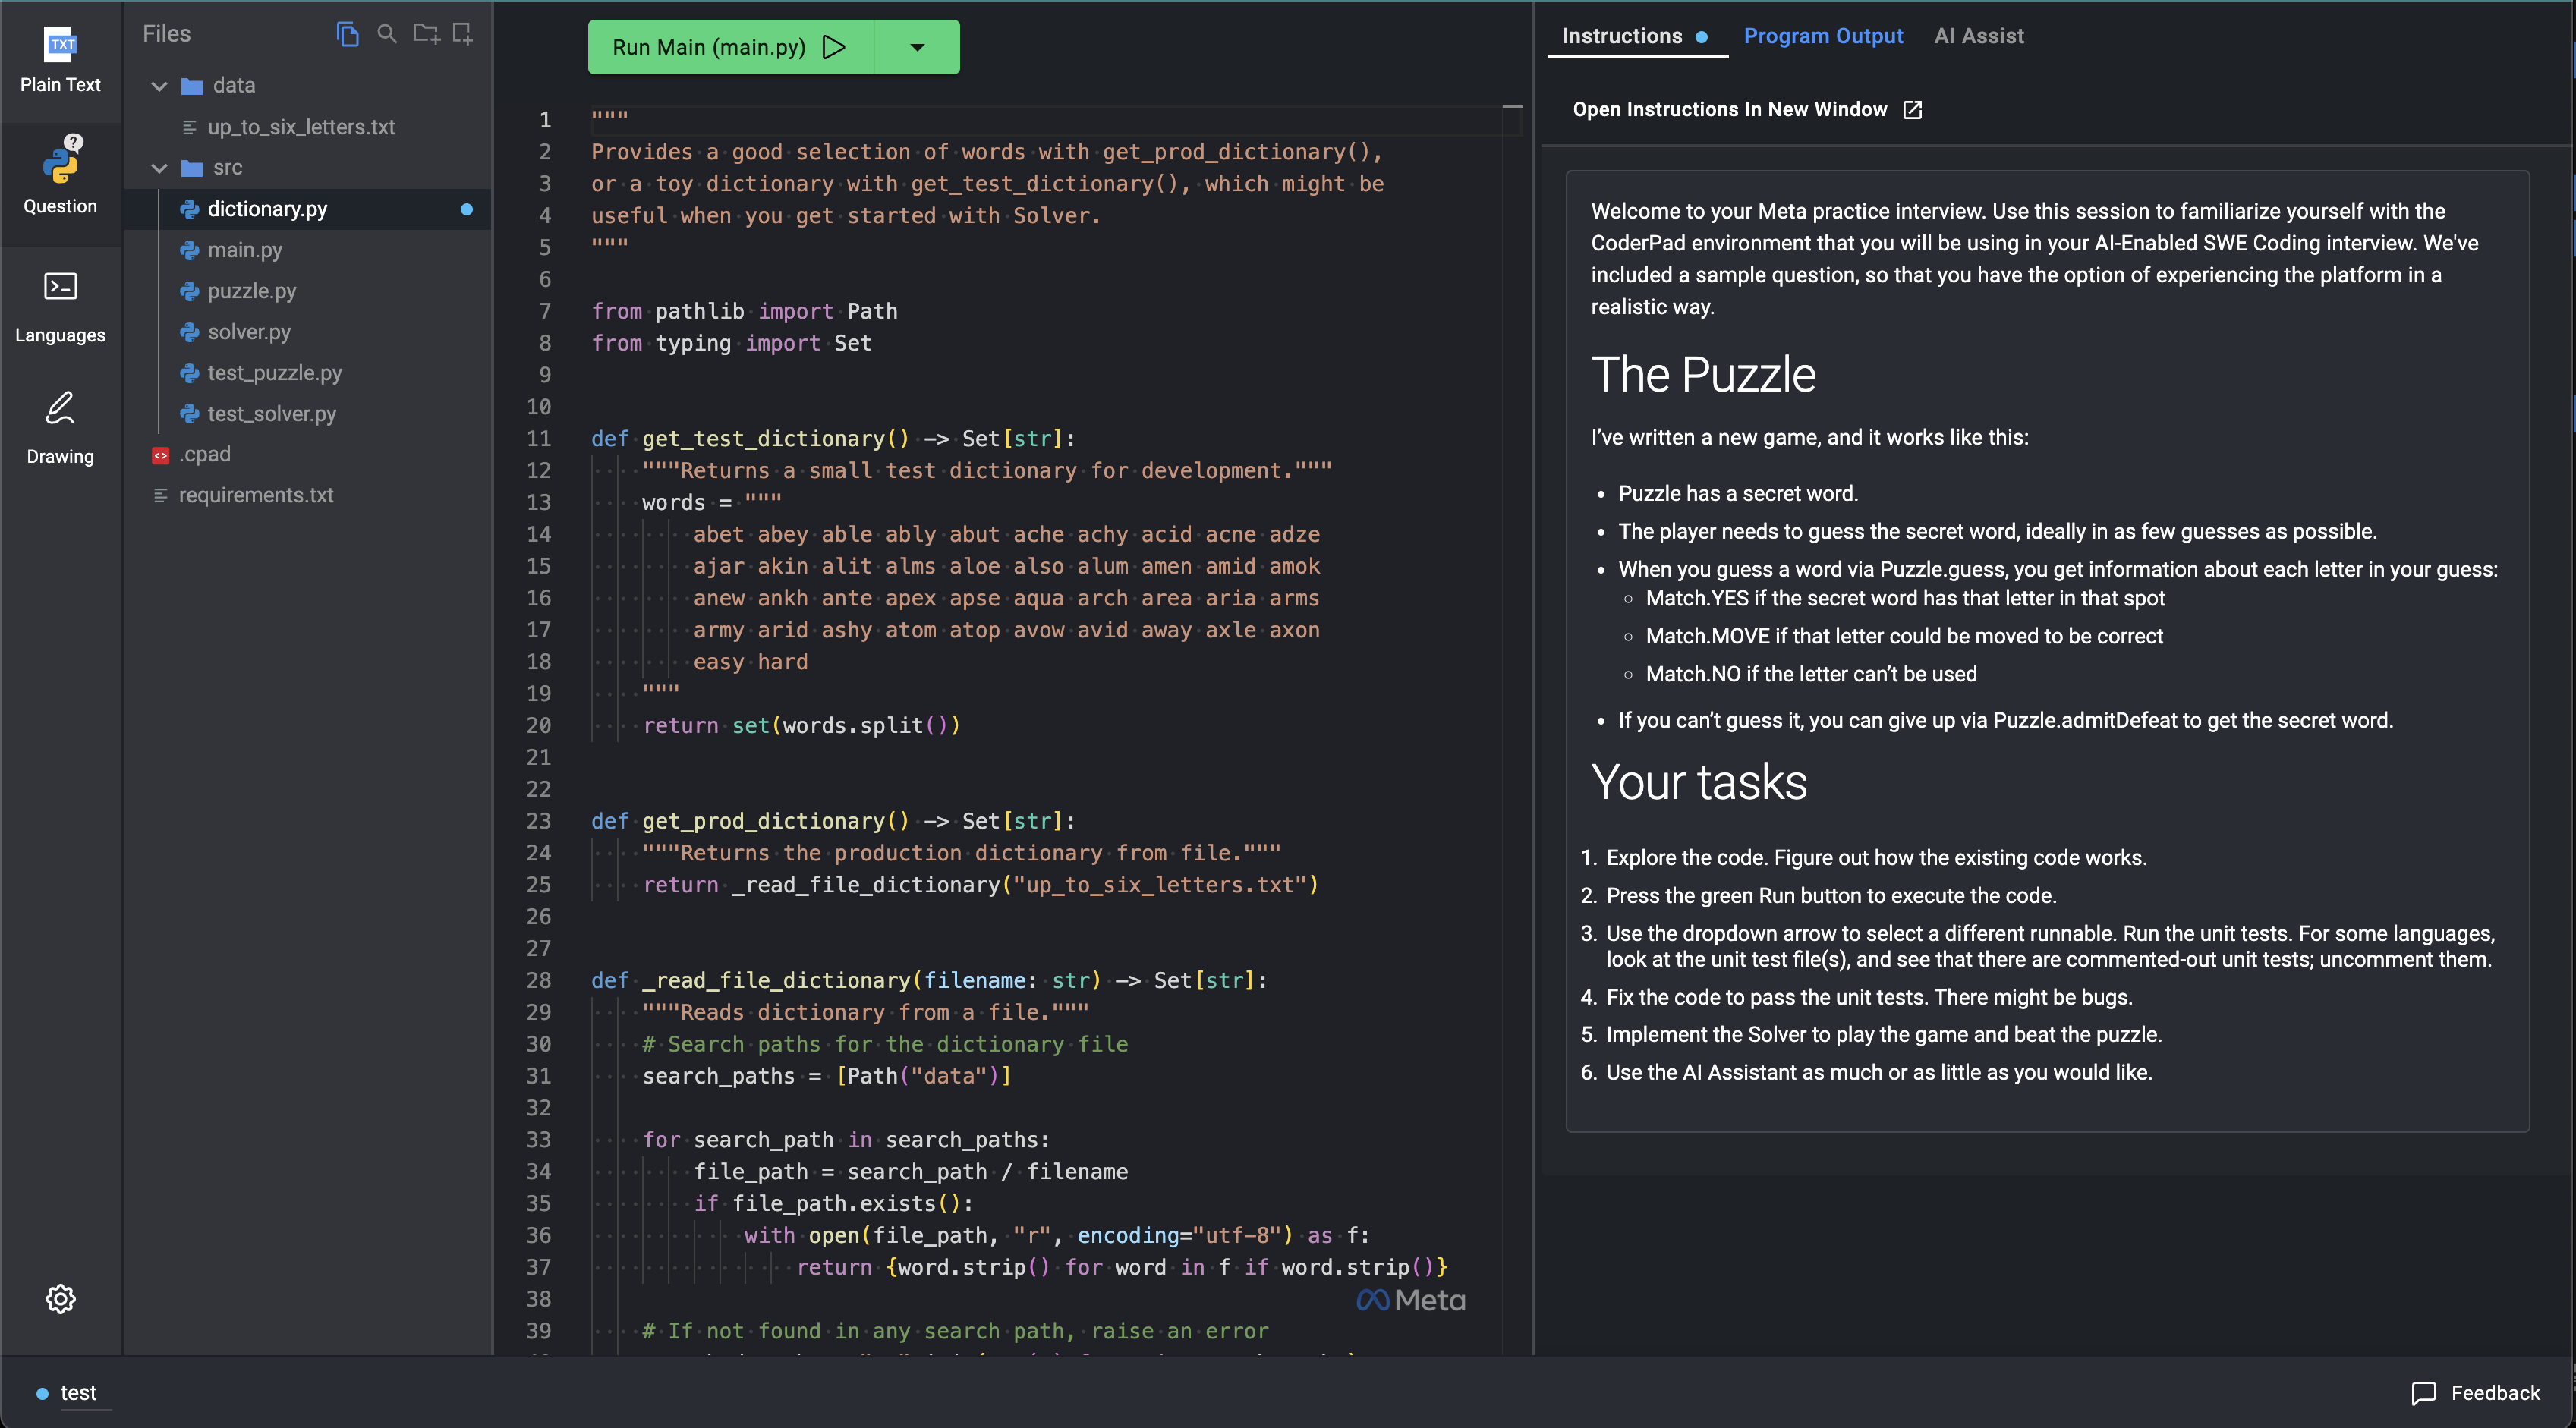 TXT
Plain Text
Question
Languages
Drawing
Files
data
up_to_six_letters.txt
src
dictionary.py
main.py
puzzle.py
solver.py
test_puzzle.py
test_solver.py
.cpad
requirements.txt
Run Main (main.py)
1 """
2 Provides a good selection of words with get_prod_dictionary(),
3 or a toy dictionary with get_test_dictionary(), which might be
4 useful when you get started with Solver.
5 """
6
7 from pathlib import Path
8 from typing import Set
9
10
11 def get_test_dictionary() -> Set[str]:
12 """Returns a small test dictionary for development."""
13 words = """
14 abet abey able ably abut ache achy acid acne adze
15 ajar akin alit alms aloe also alum amen amid amok
16 anew ankh ante apex apse aqua arch area aria arms
17 army arid ashy atom atop avow avid away axle axon
18 easy hard
19 """
20 return set(words.split())
21
22
23 def get_prod_dictionary() -> Set[str]:
24 """Returns the production dictionary from file."""
25 return _read_file_dictionary("up_to_six_letters.txt")
26
27
28 def _read_file_dictionary(filename: str) -> Set[str]:
29 """Reads dictionary from a file."""
30 # Search paths for the dictionary file
31 search_paths = [Path("data")]
32
33 for search_path in search_paths:
34 file_path = search_path / filename
35 if file_path.exists():
36 with open(file_path, "r", encoding="utf-8") as f:
37 return {word.strip() for word in f if word.strip()}
38
39 # If not found in any search path, raise an error
Meta
Instructions
Program Output
AI Assist
Open Instructions In New Window
Welcome to your Meta practice interview. Use this session to familiarize yourself with the
CoderPad environment that you will be using in your AI-Enabled SWE Coding interview. We've
included a sample question, so that you have the option of experiencing the platform in a
realistic way.
The Puzzle
I’ve written a new game, and it works like this:
• Puzzle has a secret word.
• The player needs to guess the secret word, ideally in as few guesses as possible.
• When you guess a word via Puzzle.guess, you get information about each letter in your guess:
◦ Match.YES if the secret word has that letter in that spot
◦ Match.MOVE if that letter could be moved to be correct
◦ Match.NO if the letter can’t be used
• If you can’t guess it, you can give up via Puzzle.admitDefeat to get the secret word.
Your tasks
1. Explore the code. Figure out how the existing code works.
2. Press the green Run button to execute the code.
3. Use the dropdown arrow to select a different runnable. Run the unit tests. For some languages,
look at the unit test file(s), and see that there are commented-out unit tests; uncomment them.
4. Fix the code to pass the unit tests. There might be bugs.
5. Implement the Solver to play the game and beat the puzzle.
6. Use the AI Assistant as much or as little as you would like.
test
Feedback